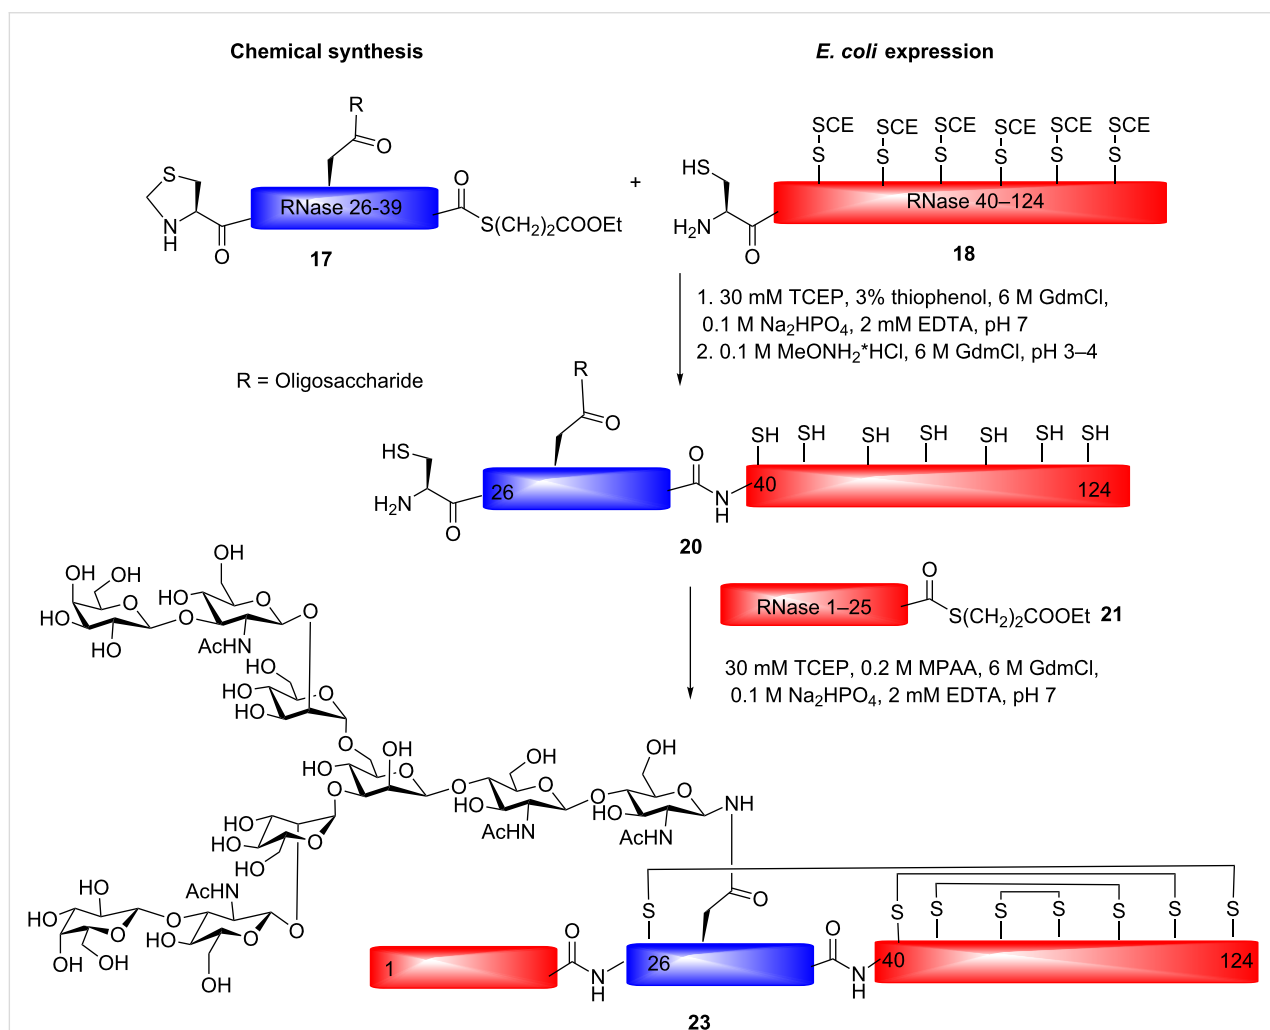 Chemical synthesis
E. coli expression
R
O
S
N
H
O
RNase 26-39
O
S(CH2)2COOEt
17
+
SCE SCE SCE SCE SCE SCE
S S S S S S
HS
H2N
O
RNase 40–124
18
1. 30 mM TCEP, 3% thiophenol, 6 M GdmCl,
0.1 M Na2HPO4, 2 mM EDTA, pH 7
2. 0.1 M MeONH2*HCl, 6 M GdmCl, pH 3–4
R = Oligosaccharide
R
O
HS
H2N
O
26
O
N
H
SH SH SH SH SH SH SH
40
124
20
RNase 1–25
O
S(CH2)2COOEt 21
30 mM TCEP, 0.2 M MPAA, 6 M GdmCl,
0.1 M Na2HPO4, 2 mM EDTA, pH 7
OH
OH OH HO O O
HO O O HO
OH AcHN
HO
HO O
HO
O OH OH
HO O O OH O
O HO O HO NH
AcHN AcHN
HO
HO O
HO
HO AcHN
HO O O
HO O HO O
OH OH
OH
O
S S S S S S S S
1
O
N
H
26
O
N
H
40
124
23